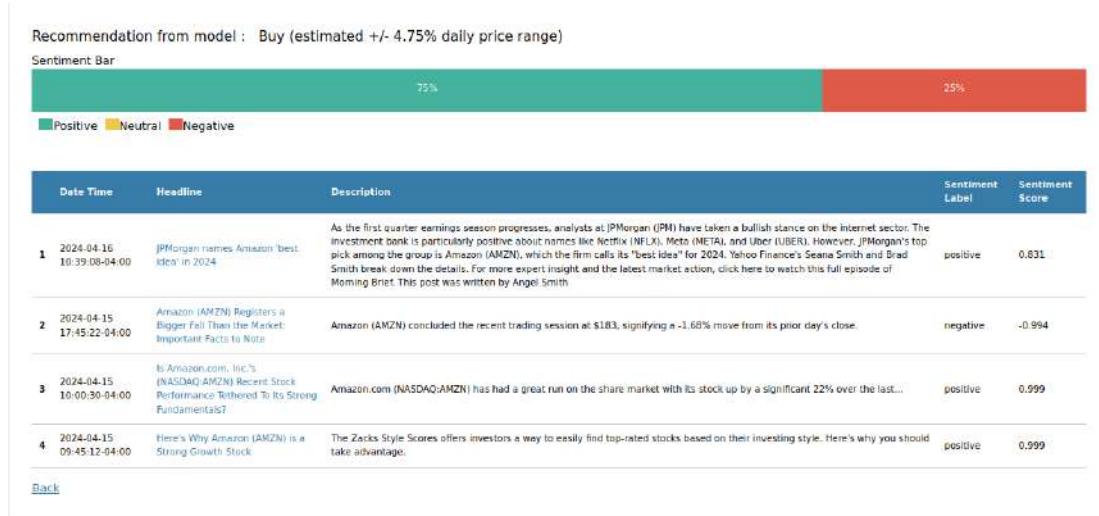 Recommendation from model :   Buy (estimated +/- 4.75% daily price range)
Sentiment Bar
75%
25%
Positive Neutral Negative
Date Time
Headline
Description
Sentiment
Label
Sentiment
Score
1
2024-04-16
10:39:08-04:00
JPMorgan names Amazon 'best
idea' in 2024
As the first quarter earnings season progresses, analysts at JPMorgan (JPM) have taken a bullish stance on the internet sector. The
investment bank is particularly positive about names like Netflix (NFLX), Meta (META), and Uber (UBER). However, JPMorgan's top
pick among the group is Amazon (AMZN), which the firm calls its "best idea" for 2024. Yahoo Finance's Seana Smith and Brad
Smith break down the details. For more expert insight and the latest market action, click here to watch this full episode of
Morning Brief. This post was written by Angel Smith
positive
0.831
2
2024-04-15
17:45:22-04:00
Amazon (AMZN) Registers a
Bigger Fall Than the Market:
Important Facts to Note
Amazon (AMZN) concluded the recent trading session at $183, signifying a -1.68% move from its prior day's close.
negative
-0.994
3
2024-04-15
10:00:30-04:00
Is Amazon.com, Inc.'s
(NASDAQ:AMZN) Recent Stock
Performance Tethered To Its Strong
Fundamentals?
Amazon.com (NASDAQ:AMZN) has had a great run on the share market with its stock up by a significant 22% over the last...
positive
0.999
4
2024-04-15
09:45:12-04:00
Here's Why Amazon (AMZN) is a
Strong Growth Stock
The Zacks Style Scores offers investors a way to easily find top-rated stocks based on their investing style. Here's why you should
take advantage.
positive
0.999
Back